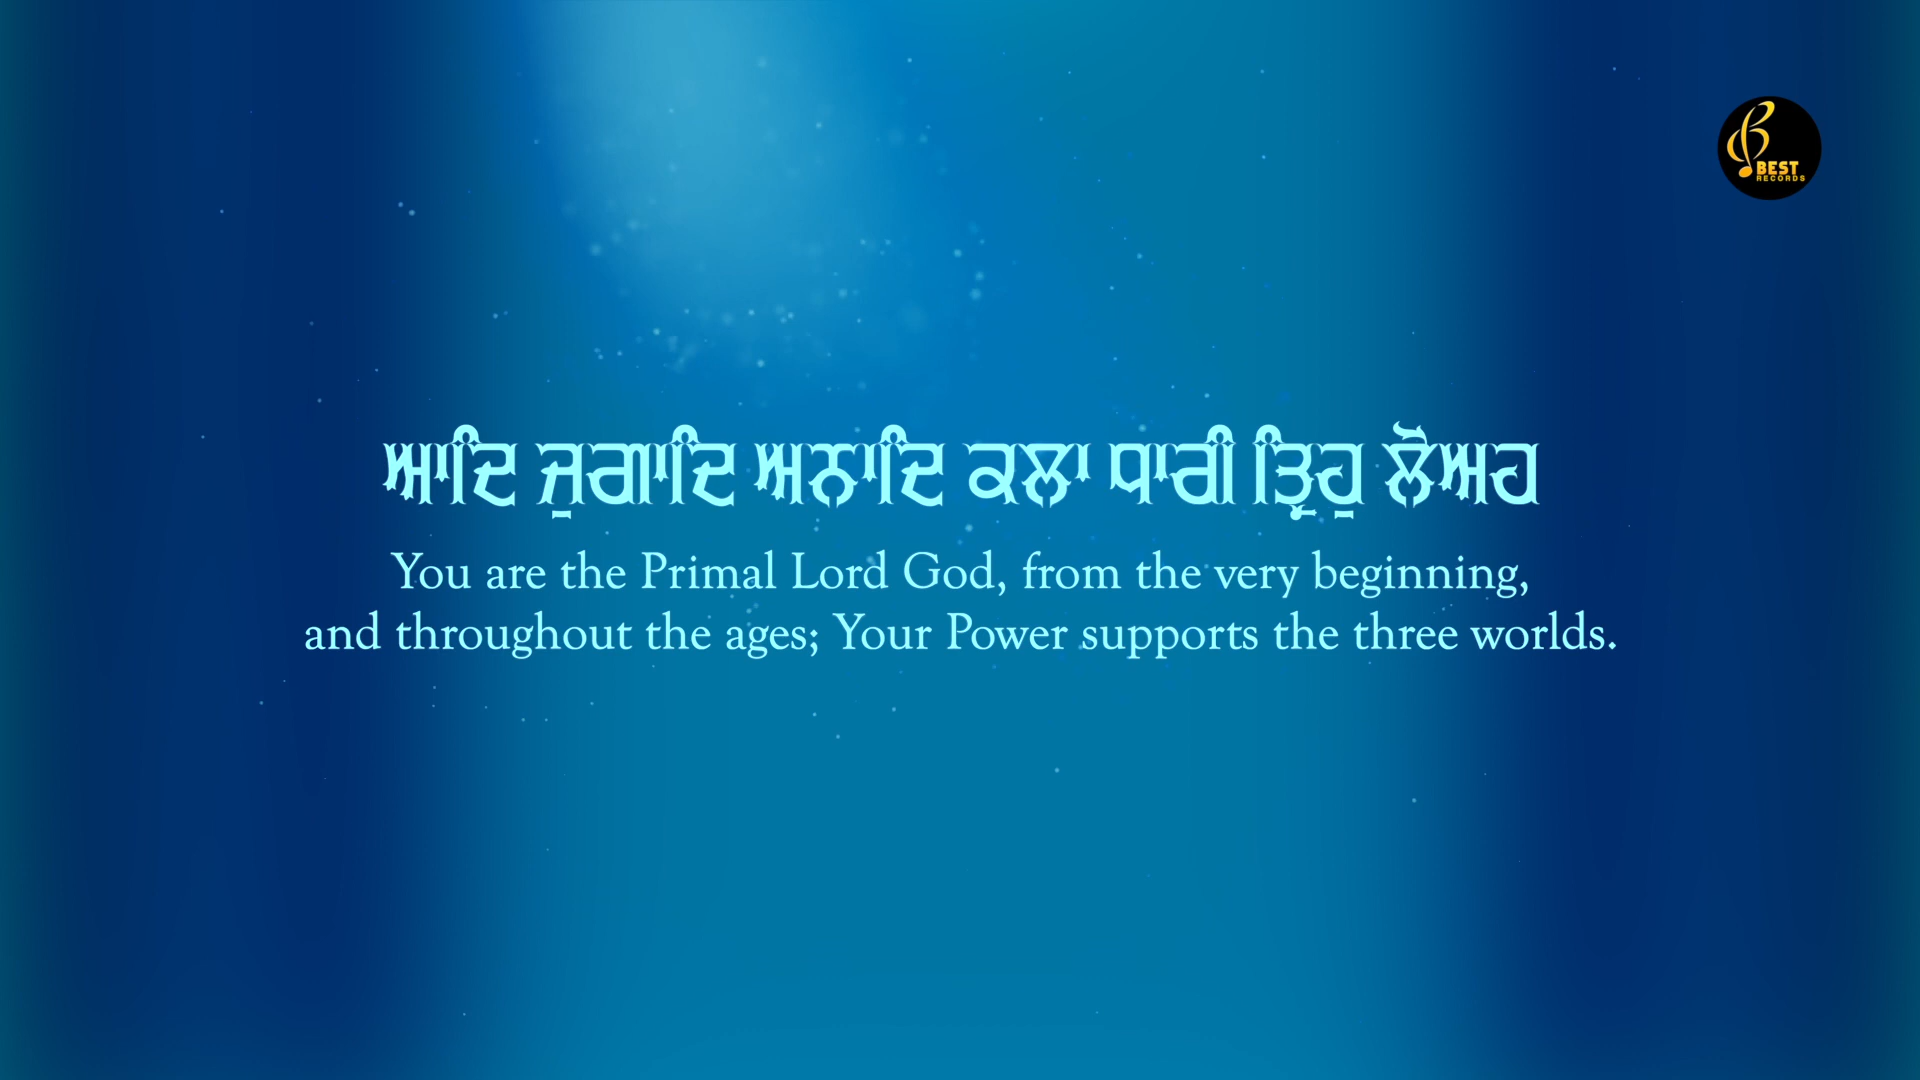 BEST
RECORDS
ਆਦਿ ਜੁਗਾਦਿ ਅਨਾਦਿ ਕਲਾ ਧਾਰੀ ਤ੍ਰਿਹੁ ਲੋਅਹ
You are the Primal Lord God, from the very beginning,
and throughout the ages; Your Power supports the three worlds.